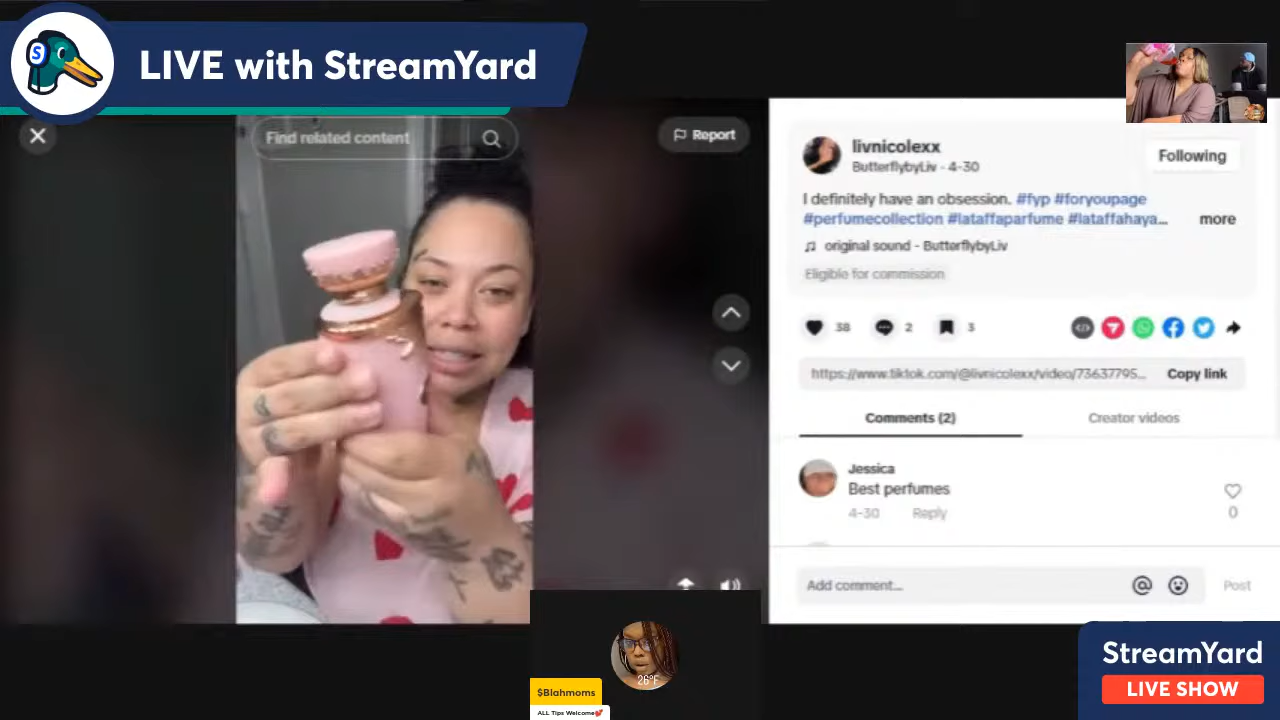 LIVE with StreamYard
Find related content
Report
livnicolexx
ButterflybyLiv - 4-30
Following
I definitely have an obsession. #fyp #foryoupage
#perfumecollection #lataffaparfume #lataffahaya... more
original sound - ButterflybyLiv
Eligible for commission
38
2
3
https://www.tiktok.com/@livnicolexx/video/73637795...
Copy link
Comments (2)
Creator videos
Jessica
Best perfumes
4-30
Reply
0
Add comment...
Post
26°F
$Blahmoms
ALL Tips Welcome💕
StreamYard
LIVE SHOW